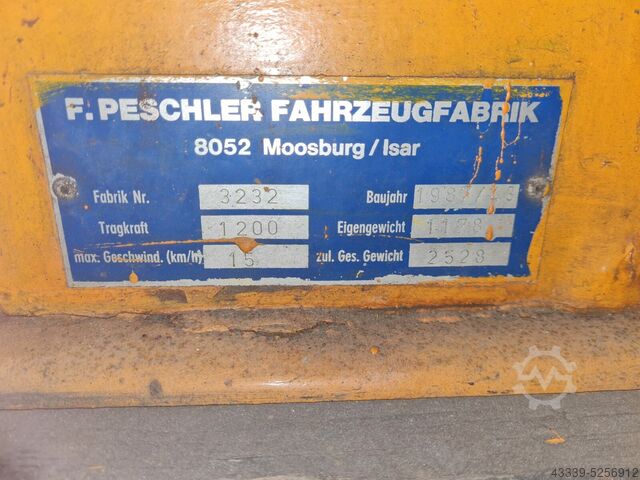 F. PESCHLER FAHRZEUGFABRIK
8052 Moosburg/Isar
Fabrik Nr. 3232 Baujahr
Tragkraft 1200 Eigengewicht
max. Geschwind. (km/h) 15 zul. Ges. Gewicht 2528
43339-5256912